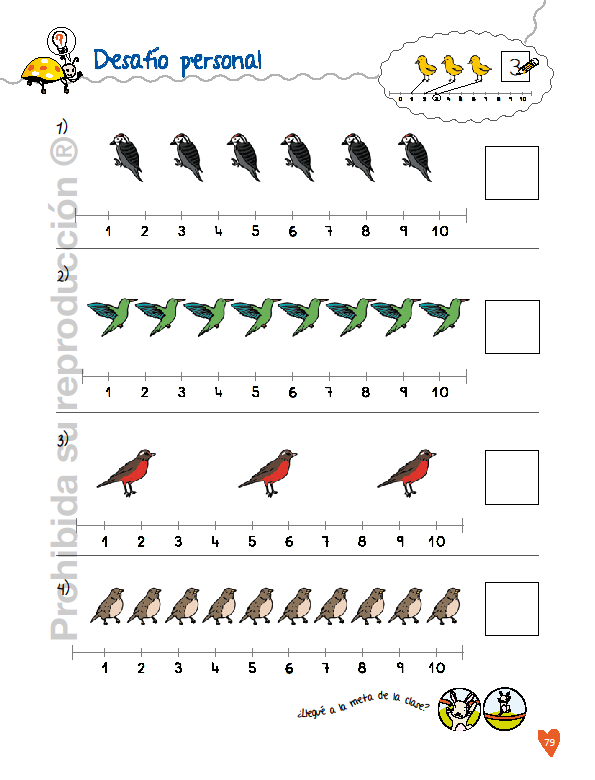 ?
Desafío personal
3
0 1 2 3 4 5 6 7 8 9 10
1)
1 2 3 4 5 6 7 8 9 10
2)
1 2 3 4 5 6 7 8 9 10
3)
1 2 3 4 5 6 7 8 9 10
4)
1 2 3 4 5 6 7 8 9 10
Prohibida su reproducción ®
¿Llegué a la meta de la clase?
79